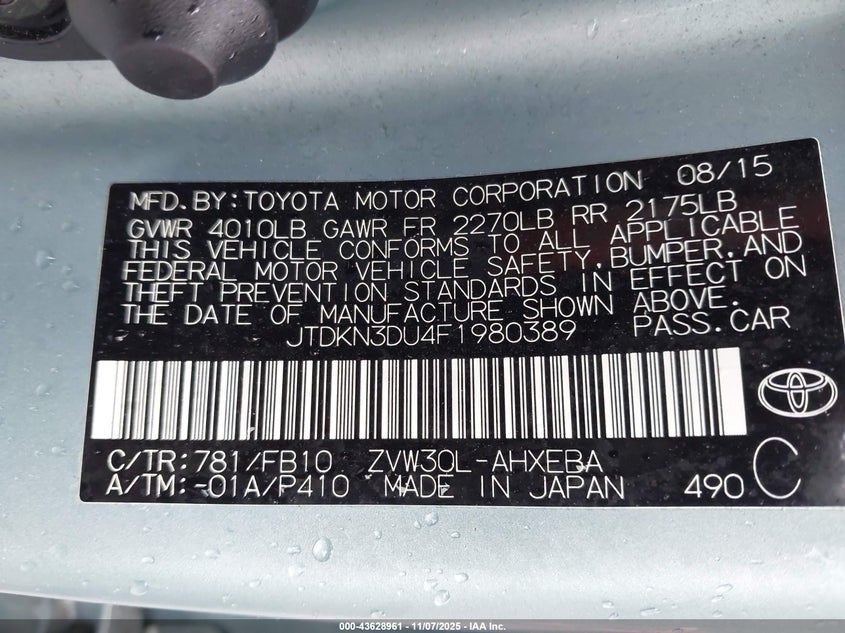 MFD. BY: TOYOTA MOTOR CORPORATION 08/15
GVWR 4010LB GAWR FR 2270LB RR 2175LB
THIS VEHICLE CONFORMS TO ALL APPLICABLE
FEDERAL MOTOR VEHICLE SAFETY, BUMPER, AND
THEFT PREVENTION STANDARDS IN EFFECT ON
THE DATE OF MANUFACTURE SHOWN ABOVE.
JTDKN3DU4F1980389 PASS. CAR
C/TR: 781/FB10 ZVW30L-AHXEBA
A/TM: -01A/P410 MADE IN JAPAN 490 C
000-43628961 - 11/07/2025 - IAA Inc.